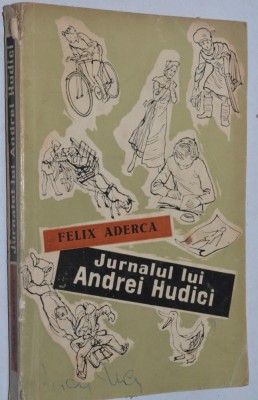 Jurnalul lui Andrei Hudici
FELIX ADERCA
Jurnalul lui
Andrei Hudici